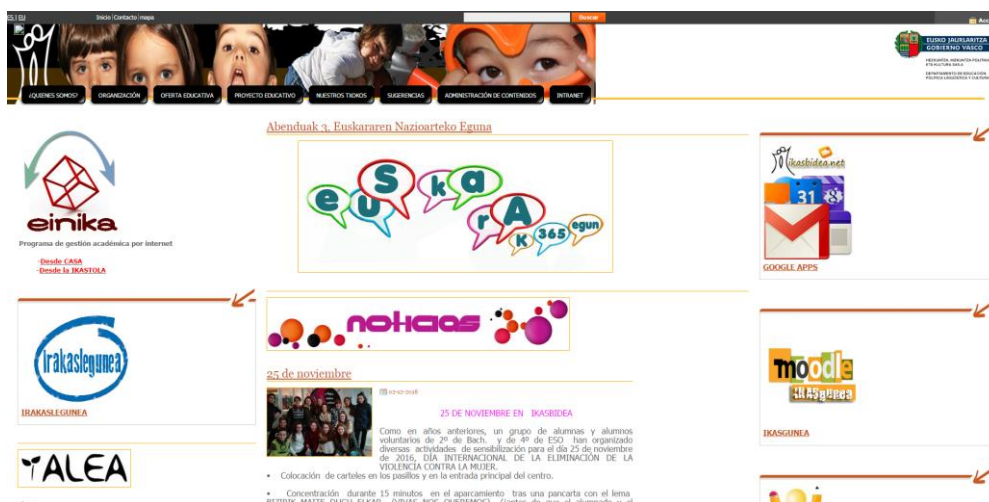 ES | EU
Inicio | Contacto | mapa
Buscar
EUSKO JAURLARITZA
GOBIERNO VASCO
DEPARTAMENTO DE EDUCACIÓN,
¿QUIENES SOMOS?
ORGANIZACIÓN
OFERTA EDUCATIVA
PROYECTO EDUCATIVO
NUESTROS TXOKOS
SUGERENCIAS
ADMINISTRACIÓN DE CONTENIDOS
INTRANET
einika
Programa de gestión académica por internet
-Desde CASA
-Desde la IKASTOLA
irakaslegunea
IRAKASLEGUNEA
ALEA
Abenduak 3, Euskararen Nazioarteko Eguna
euskarAK 365 egun
noticias
25 de noviembre
25 DE NOVIEMBRE EN IKASBIDEA
Como en años anteriores, un grupo de alumnas y alumnos
voluntarios de 2º de Bach. y de 4º de ESO han organizado
diversas actividades de sensibilización para el día 25 de noviembre
de 2016, DÍA INTERNACIONAL DE LA ELIMINACIÓN DE LA
VIOLENCIA CONTRA LA MUJER.
• Colocación de carteles en los pasillos y en la entrada principal del centro.
• Concentración durante 15 minutos en el aparcamiento tras una pancarta con el lema
ikasbidea.net
31
GOOGLE APPS
moodle
IKASgunea
IKASGUNEA